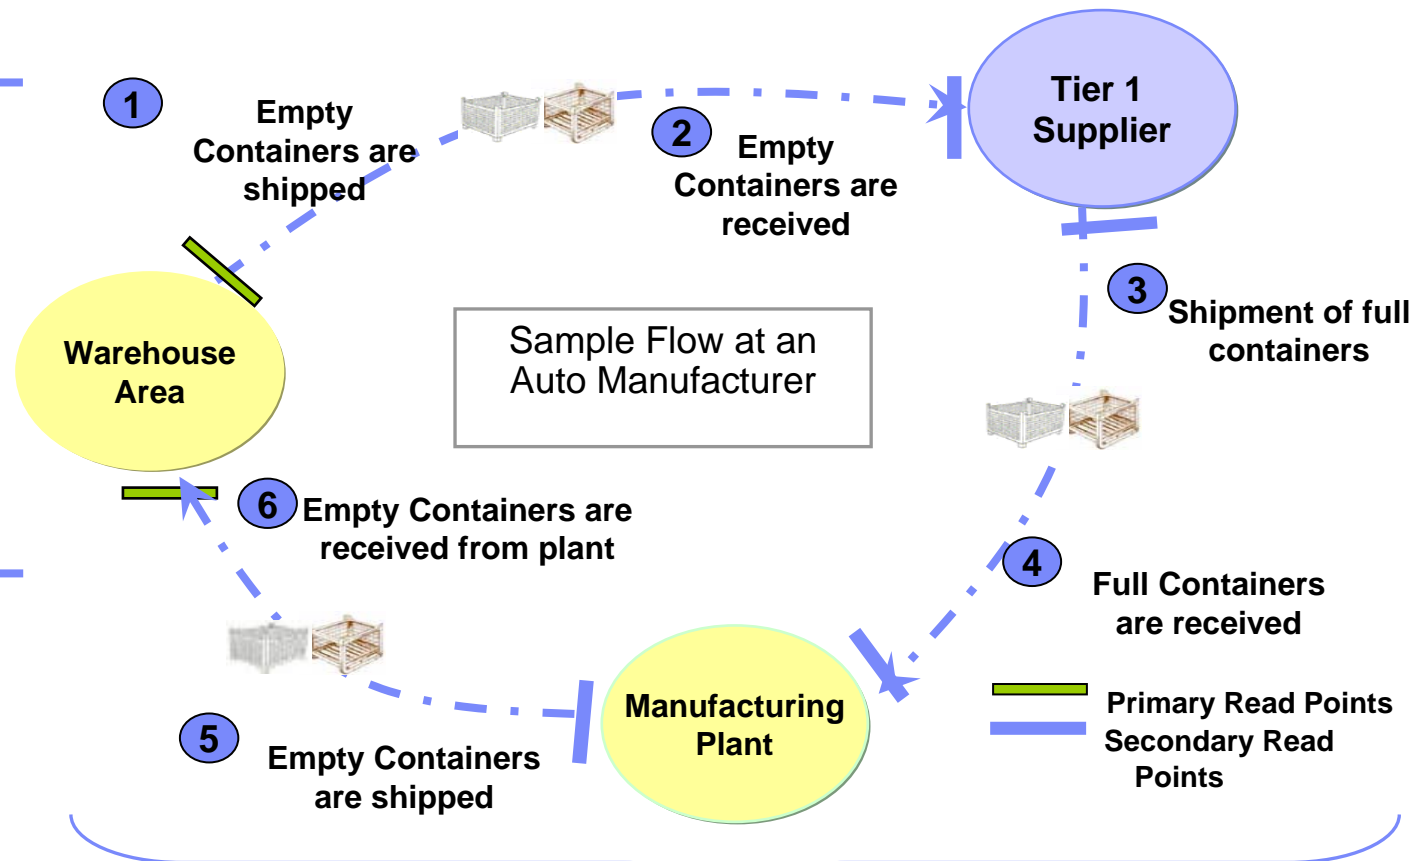 1
Empty
Containers are
shipped
2
Empty
Containers are
received
Tier 1
Supplier
3
Shipment of full
containers
Warehouse
Area
Sample Flow at an
Auto Manufacturer
6
Empty Containers are
received from plant
4
Full Containers
are received
5
Empty Containers
are shipped
Manufacturing
Plant
Primary Read Points
Secondary Read
Points